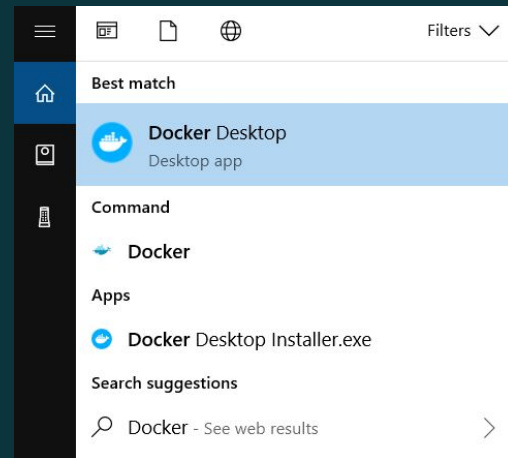 Filters
Best match
Docker Desktop
Desktop app
Command
Docker
Apps
Docker Desktop Installer.exe
Search suggestions
Docker - See web results